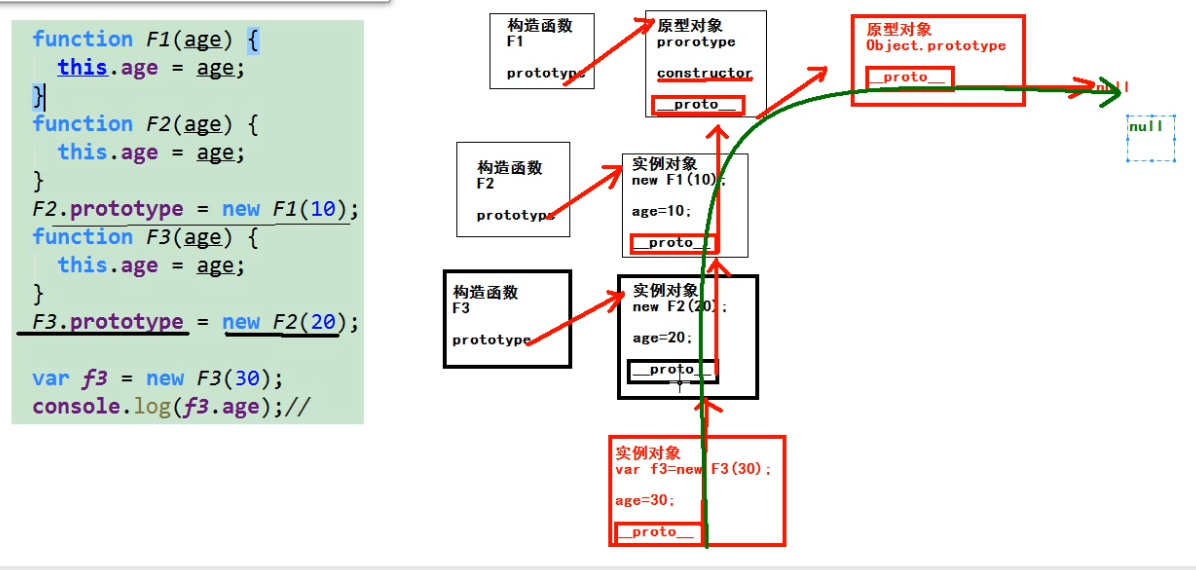 function F1(age) {
this.age = age;
}
function F2(age) {
this.age = age;
}
F2.prototype = new F1(10);
function F3(age) {
this.age = age;
}
F3.prototype = new F2(20);
var f3 = new F3(30);
console.log(f3.age);//
构造函数
F1
prototype
原型对象
prorotype
constructor
__proto__
原型对象
Object.prototype
__proto__
null
null
构造函数
F2
prototype
实例对象
new F1(10);
age=10;
__proto__
构造函数
F3
prototype
实例对象
new F2(20);
age=20;
__proto__
实例对象
var f3=new F3(30);
age=30;
__proto__